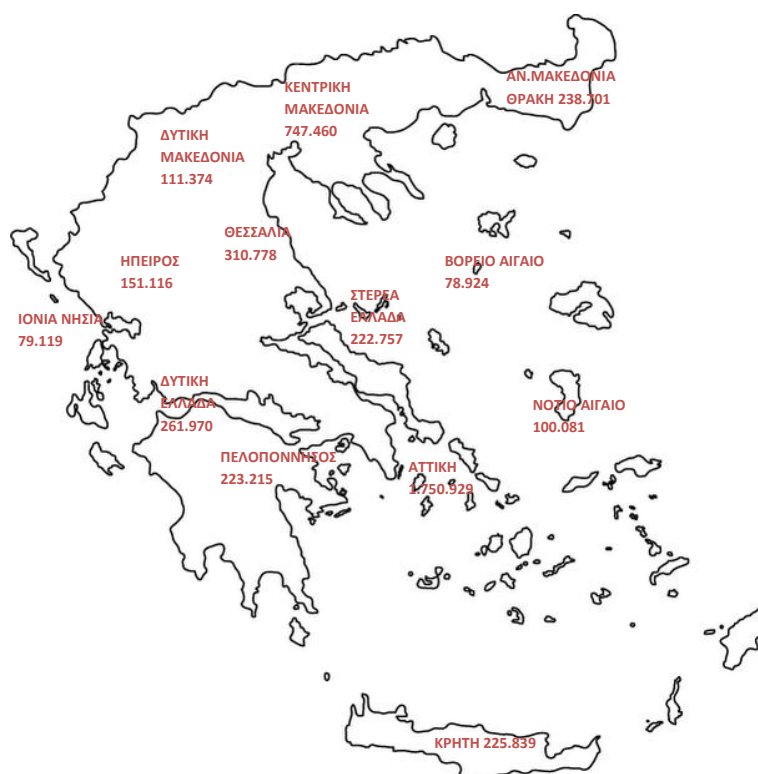 ΑΝ.ΜΑΚΕΔΟΝΙΑ
ΘΡΑΚΗ 238.701
ΚΕΝΤΡΙΚΗ
ΜΑΚΕΔΟΝΙΑ
747.460
ΔΥΤΙΚΗ
ΜΑΚΕΔΟΝΙΑ
111.374
ΘΕΣΣΑΛΙΑ
310.778
ΗΠΕΙΡΟΣ
151.116
ΒΟΡΕΙΟ ΑΙΓΑΙΟ
78.924
ΣΤΕΡΕΑ
ΕΛΛΑΔΑ
222.757
ΙΟΝΙΑ ΝΗΣΙΑ
79.119
ΔΥΤΙΚΗ
ΕΛΛΑΔΑ
261.970
ΝΟΤΙΟ ΑΙΓΑΙΟ
100.081
ΠΕΛΟΠΟΝΝΗΣΟΣ
223.215
ΑΤΤΙΚΗ
1.750.929
ΚΡΗΤΗ 225.839